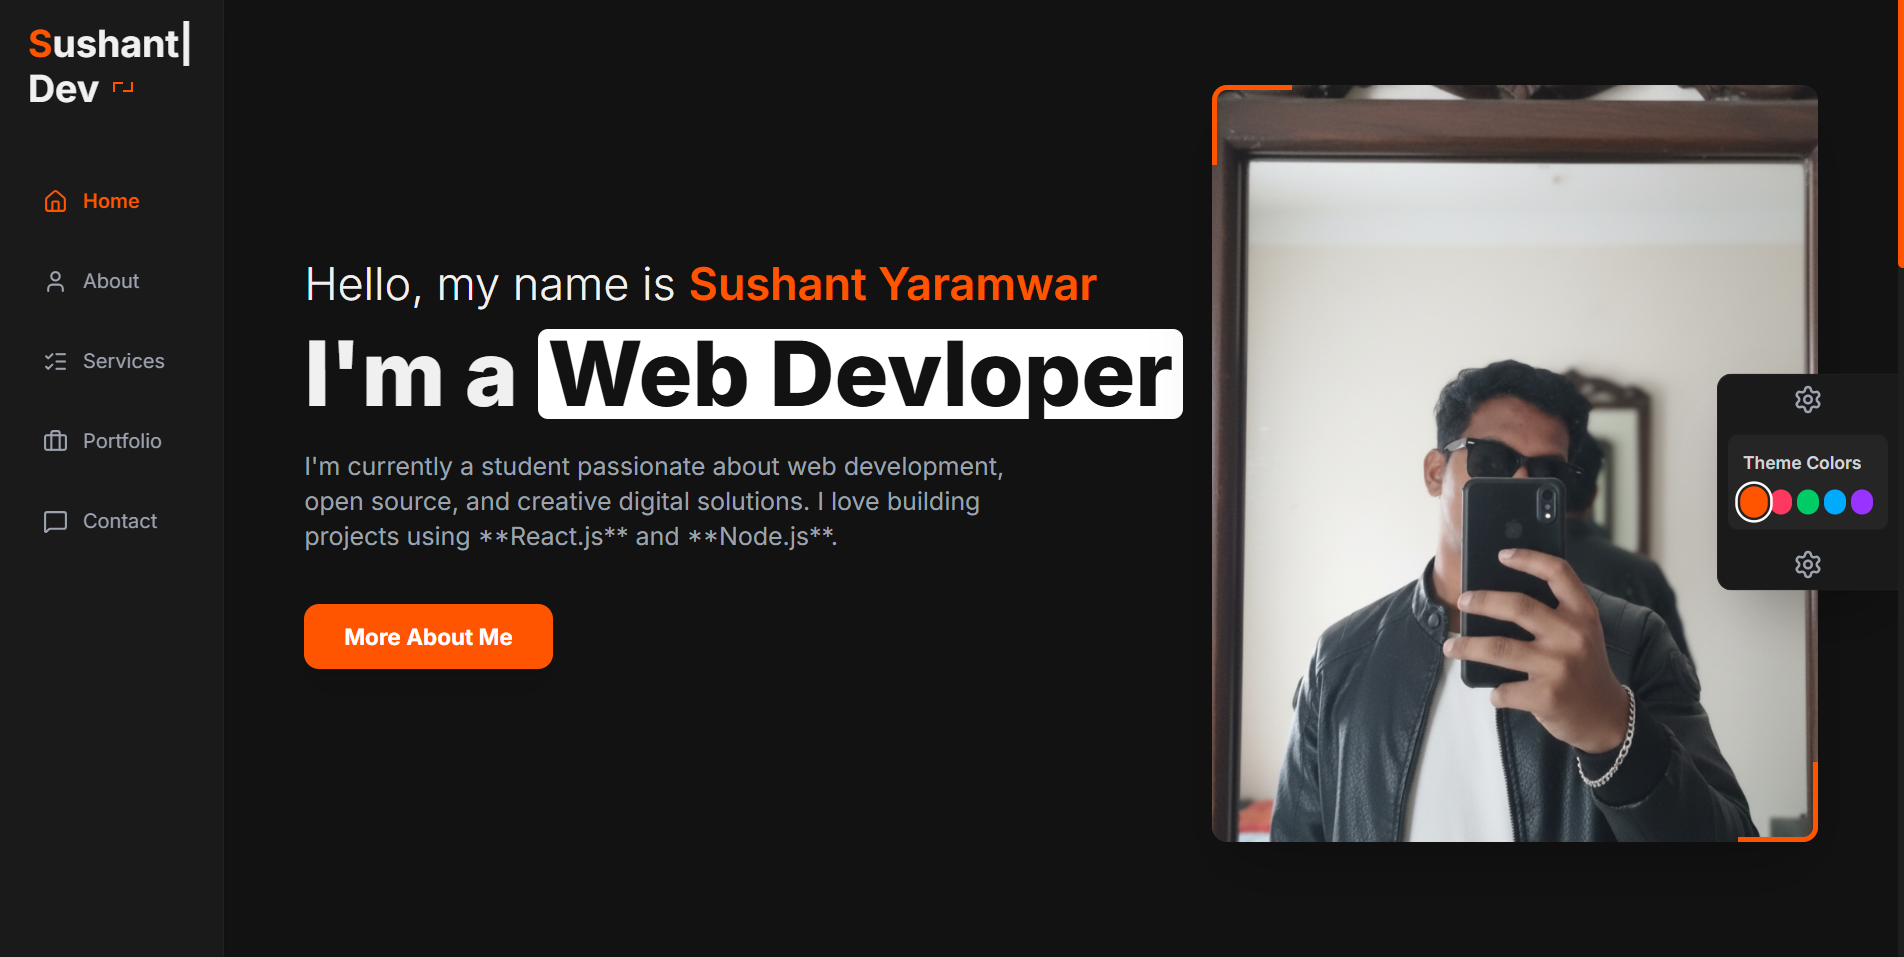 Sushant|
Dev
Home
About
Services
Portfolio
Contact
Hello, my name is Sushant Yaramwar
I'm a Web Devloper
I'm currently a student passionate about web development,
open source, and creative digital solutions. I love building
projects using **React.js** and **Node.js**.
More About Me
Theme Colors